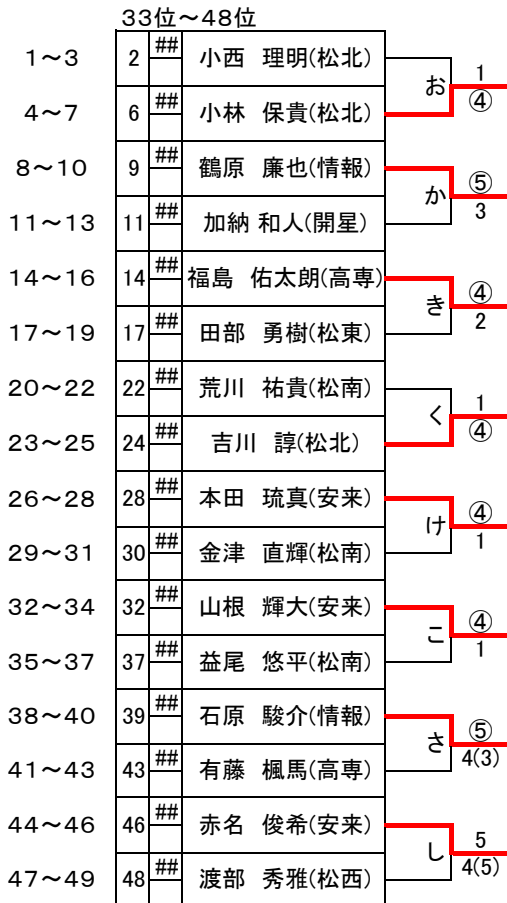 33位～48位
1～3 2 ## 小西 理明(松北)
お 1
④
4～7 6 ## 小林 保貴(松北)
8～10 9 ## 鶴原 廉也(情報)
か ⑤
3
11～13 11 ## 加納 和人(開星)
14～16 14 ## 福島 佑太朗(高専)
き ④
2
17～19 17 ## 田部 勇樹(松東)
20～22 22 ## 荒川 祐貴(松南)
く 1
④
23～25 24 ## 吉川 諄(松北)
26～28 28 ## 本田 琉真(安来)
け ④
1
29～31 30 ## 金津 直輝(松南)
32～34 32 ## 山根 輝大(安来)
こ ④
1
35～37 37 ## 益尾 悠平(松南)
38～40 39 ## 石原 駿介(情報)
さ ⑤
4(3)
41～43 43 ## 有藤 楓馬(高専)
44～46 46 ## 赤名 俊希(安来)
し 5
4(5)
47～49 48 ## 渡部 秀雅(松西)